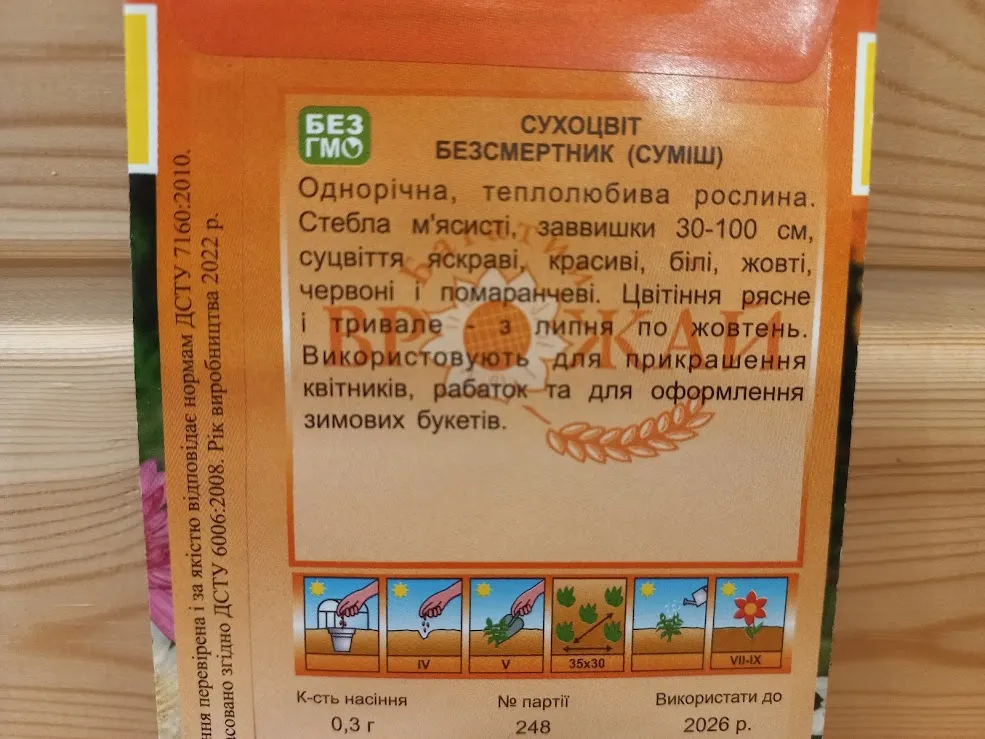 БЕЗ
ГМО
СУХОЦВІТ
БЕЗСМЕРТНИК (СУМІШ)
Однорічна, теплолюбива рослина.
Стебла м'ясисті, заввишки 30-100 см,
суцвіття яскраві, красиві, білі, жовті,
червоні і помаранчеві. Цвітіння рясне
і тривале - з липня по жовтень.
Використовують для прикрашення
квітників, рабаток та для оформлення
зимових букетів.
Багатий
ВРОЖАЙ
IV
V
35х30
VII-IX
К-сть насіння
0,3 г
№ партії
248
Використати до
2026 р.
перевірена і за якістю відповідає нормам ДСТУ 7160:2010.
згідно ДСТУ 6006:2008. Рік виробництва 2022 р.